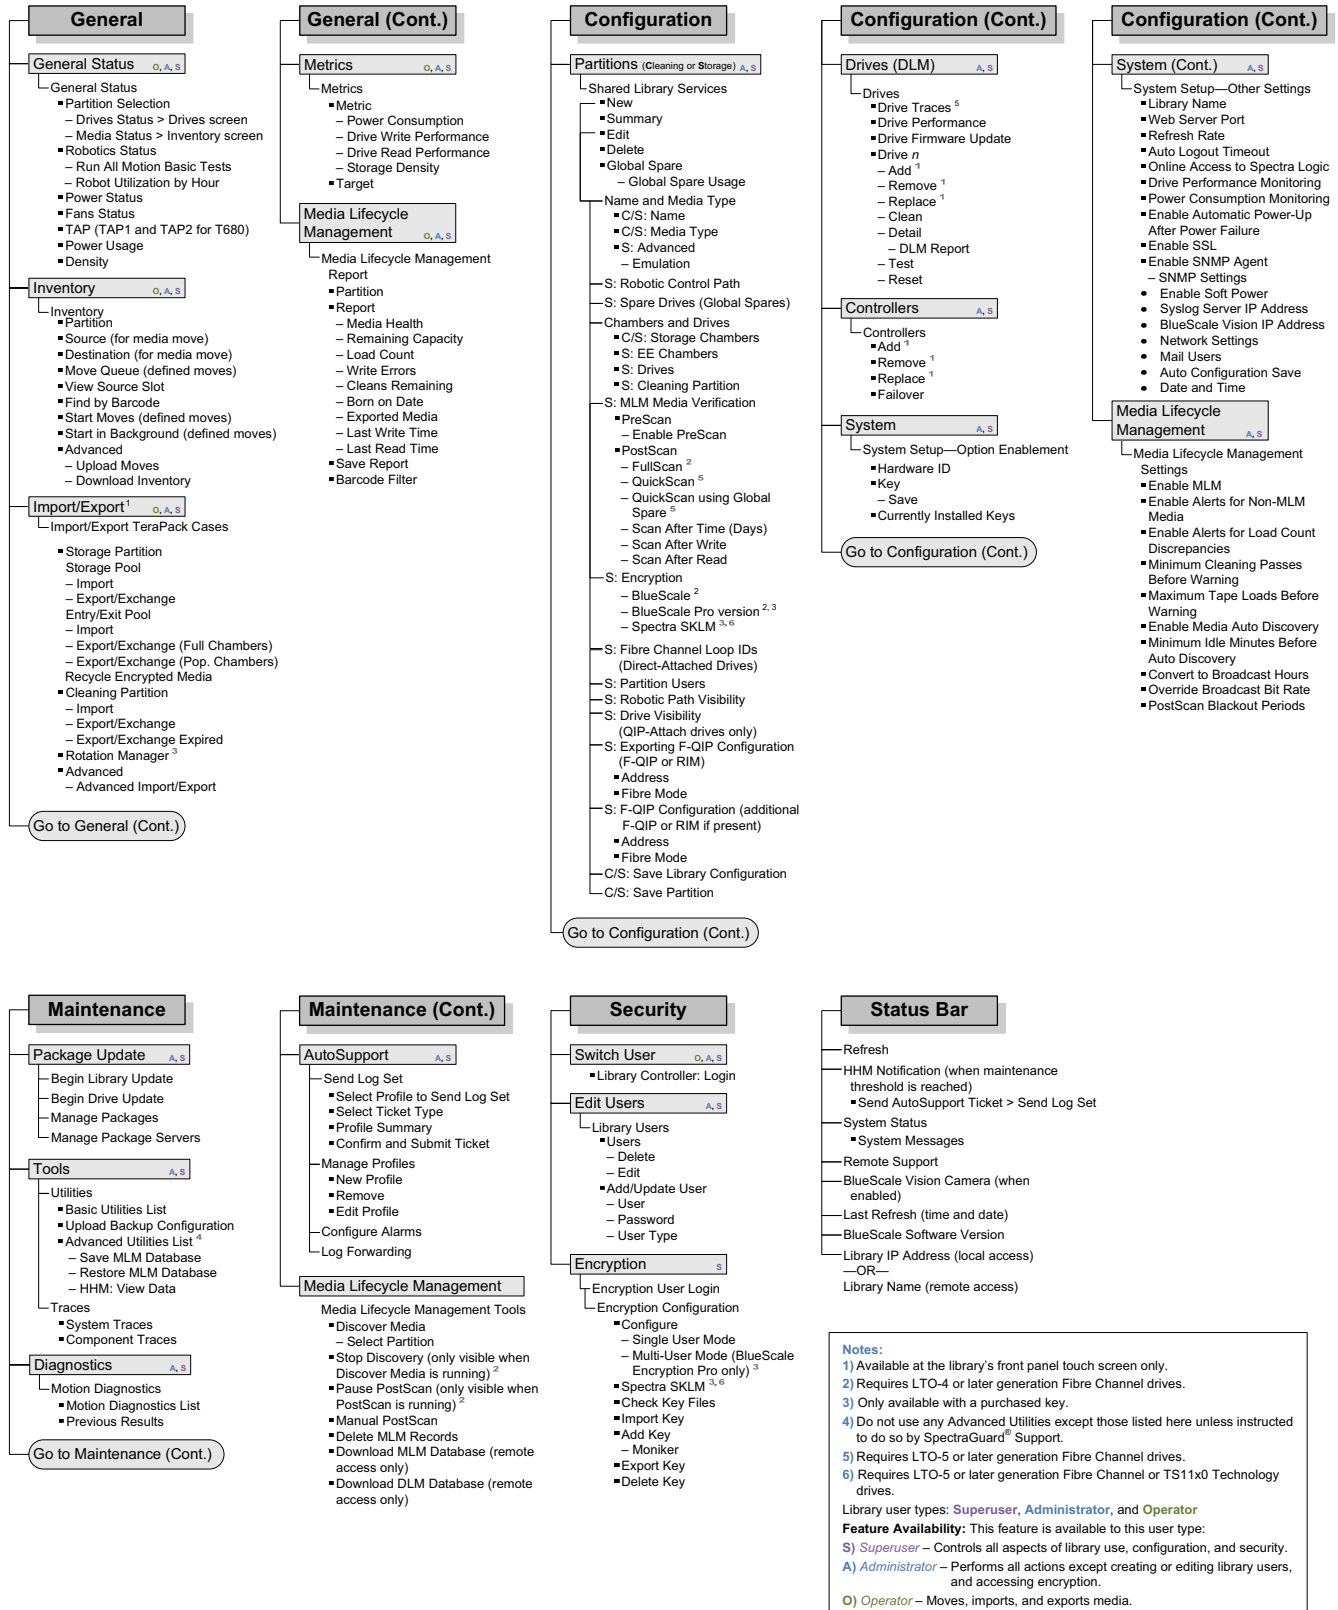 General
General Status O, A, S
General Status
▪Partition Selection
– Drives Status > Drives screen
– Media Status > Inventory screen
▪Robotics Status
– Run All Motion Basic Tests
– Robot Utilization by Hour
▪Power Status
▪Fans Status
▪TAP (TAP1 and TAP2 for T680)
▪Power Usage
▪Density
Inventory O, A, S
Inventory
▪Partition
▪Source (for media move)
▪Destination (for media move)
▪Move Queue (defined moves)
▪View Source Slot
▪Find by Barcode
▪Start Moves (defined moves)
▪Start in Background (defined moves)
▪Advanced
– Upload Moves
– Download Inventory
Import/Export 1 O, A, S
Import/Export TeraPack Cases
▪Storage Partition
Storage Pool
– Import
– Export/Exchange
Entry/Exit Pool
– Import
– Export/Exchange (Full Chambers)
– Export/Exchange (Pop. Chambers)
Recycle Encrypted Media
▪Cleaning Partition
– Import
– Export/Exchange
– Export/Exchange Expired
▪Rotation Manager 3
▪Advanced
– Advanced Import/Export
Go to General (Cont.)
General (Cont.)
Metrics O, A, S
Metrics
▪Metric
– Power Consumption
– Drive Write Performance
– Drive Read Performance
– Storage Density
▪Target
Media Lifecycle
Management O, A, S
Media Lifecycle Management
Report
▪Partition
▪Report
– Media Health
– Remaining Capacity
– Load Count
– Write Errors
– Cleans Remaining
– Born on Date
– Exported Media
– Last Write Time
– Last Read Time
▪Save Report
▪Barcode Filter
Configuration
Partitions (Cleaning or Storage) A, S
Shared Library Services
▪New
▪Summary
▪Edit
▪Delete
▪Global Spare
– Global Spare Usage
Name and Media Type
▪C/S: Name
▪C/S: Media Type
▪S: Advanced
– Emulation
S: Robotic Control Path
S: Spare Drives (Global Spares)
Chambers and Drives
▪C/S: Storage Chambers
▪S: EE Chambers
▪S: Drives
▪S: Cleaning Partition
S: MLM Media Verification
▪PreScan
– Enable PreScan
▪PostScan
– FullScan 2
– QuickScan 5
– QuickScan using Global
Spare 5
– Scan After Time (Days)
– Scan After Write
– Scan After Read
S: Encryption
– BlueScale 2
– BlueScale Pro version 2, 3
– Spectra SKLM 3, 6
S: Fibre Channel Loop IDs
(Direct-Attached Drives)
S: Partition Users
S: Robotic Path Visibility
S: Drive Visibility
(QIP-Attach drives only)
S: Exporting F-QIP Configuration
(F-QIP or RIM)
▪Address
▪Fibre Mode
S: F-QIP Configuration (additional
F-QIP or RIM if present)
▪Address
▪Fibre Mode
C/S: Save Library Configuration
C/S: Save Partition
Go to Configuration (Cont.)
Configuration (Cont.)
Drives (DLM) A, S
Drives
▪Drive Traces 5
▪Drive Performance
▪Drive Firmware Update
▪Drive n
– Add 1
– Remove 1
– Replace 1
– Clean
– Detail
– DLM Report
– Test
– Reset
Controllers A, S
Controllers
▪Add 1
▪Remove 1
▪Replace 1
▪Failover
System A, S
System Setup—Option Enablement
▪Hardware ID
▪Key
– Save
▪Currently Installed Keys
Go to Configuration (Cont.)
Configuration (Cont.)
System (Cont.) A, S
System Setup—Other Settings
▪Library Name
▪Web Server Port
▪Refresh Rate
▪Auto Logout Timeout
▪Online Access to Spectra Logic
▪Drive Performance Monitoring
▪Power Consumption Monitoring
▪Enable Automatic Power-Up
After Power Failure
▪Enable SSL
▪Enable SNMP Agent
– SNMP Settings
• Enable Soft Power
• Syslog Server IP Address
• BlueScale Vision IP Address
• Network Settings
• Mail Users
• Auto Configuration Save
• Date and Time
Media Lifecycle
Management A, S
Media Lifecycle Management
Settings
▪Enable MLM
▪Enable Alerts for Non-MLM
Media
▪Enable Alerts for Load Count
Discrepancies
▪Minimum Cleaning Passes
Before Warning
▪Maximum Tape Loads Before
Warning
▪Enable Media Auto Discovery
▪Minimum Idle Minutes Before
Auto Discovery
▪Convert to Broadcast Hours
▪Override Broadcast Bit Rate
▪PostScan Blackout Periods
Maintenance
Package Update A, S
Begin Library Update
Begin Drive Update
Manage Packages
Manage Package Servers
Tools A, S
Utilities
▪Basic Utilities List
▪Upload Backup Configuration
▪Advanced Utilities List 4
– Save MLM Database
– Restore MLM Database
– HHM: View Data
Traces
▪System Traces
▪Component Traces
Diagnostics A, S
Motion Diagnostics
▪Motion Diagnostics List
▪Previous Results
Go to Maintenance (Cont.)
Maintenance (Cont.)
AutoSupport A, S
Send Log Set
▪Select Profile to Send Log Set
▪Select Ticket Type
▪Profile Summary
▪Confirm and Submit Ticket
Manage Profiles
▪New Profile
▪Remove
▪Edit Profile
Configure Alarms
Log Forwarding
Media Lifecycle Management
Media Lifecycle Management Tools
▪Discover Media
– Select Partition
▪Stop Discovery (only visible when
Discover Media is running) 2
▪Pause PostScan (only visible when
PostScan is running) 2
▪Manual PostScan
▪Delete MLM Records
▪Download MLM Database (remote
access only)
▪Download DLM Database (remote
access only)
Security
Switch User O, A, S
▪Library Controller: Login
Edit Users A, S
Library Users
▪Users
– Delete
– Edit
▪Add/Update User
– User
– Password
– User Type
Encryption S
Encryption User Login
Encryption Configuration
▪Configure
– Single User Mode
– Multi-User Mode (BlueScale
Encryption Pro only) 3
▪Spectra SKLM 3, 6
▪Check Key Files
▪Import Key
▪Add Key
– Moniker
▪Export Key
▪Delete Key
Status Bar
Refresh
HHM Notification (when maintenance
threshold is reached)
▪Send AutoSupport Ticket > Send Log Set
System Status
▪System Messages
Remote Support
BlueScale Vision Camera (when
enabled)
Last Refresh (time and date)
BlueScale Software Version
Library IP Address (local access)
—OR—
Library Name (remote access)
Notes:
1) Available at the library's front panel touch screen only.
2) Requires LTO-4 or later generation Fibre Channel drives.
3) Only available with a purchased key.
4) Do not use any Advanced Utilities except those listed here unless instructed
to do so by SpectraGuard® Support.
5) Requires LTO-5 or later generation Fibre Channel drives.
6) Requires LTO-5 or later generation Fibre Channel or TS11x0 Technology
drives.
Library user types: Superuser, Administrator, and Operator
Feature Availability: This feature is available to this user type:
S) Superuser – Controls all aspects of library use, configuration, and security.
A) Administrator – Performs all actions except creating or editing library users,
and accessing encryption.
O) Operator – Moves, imports, and exports media.